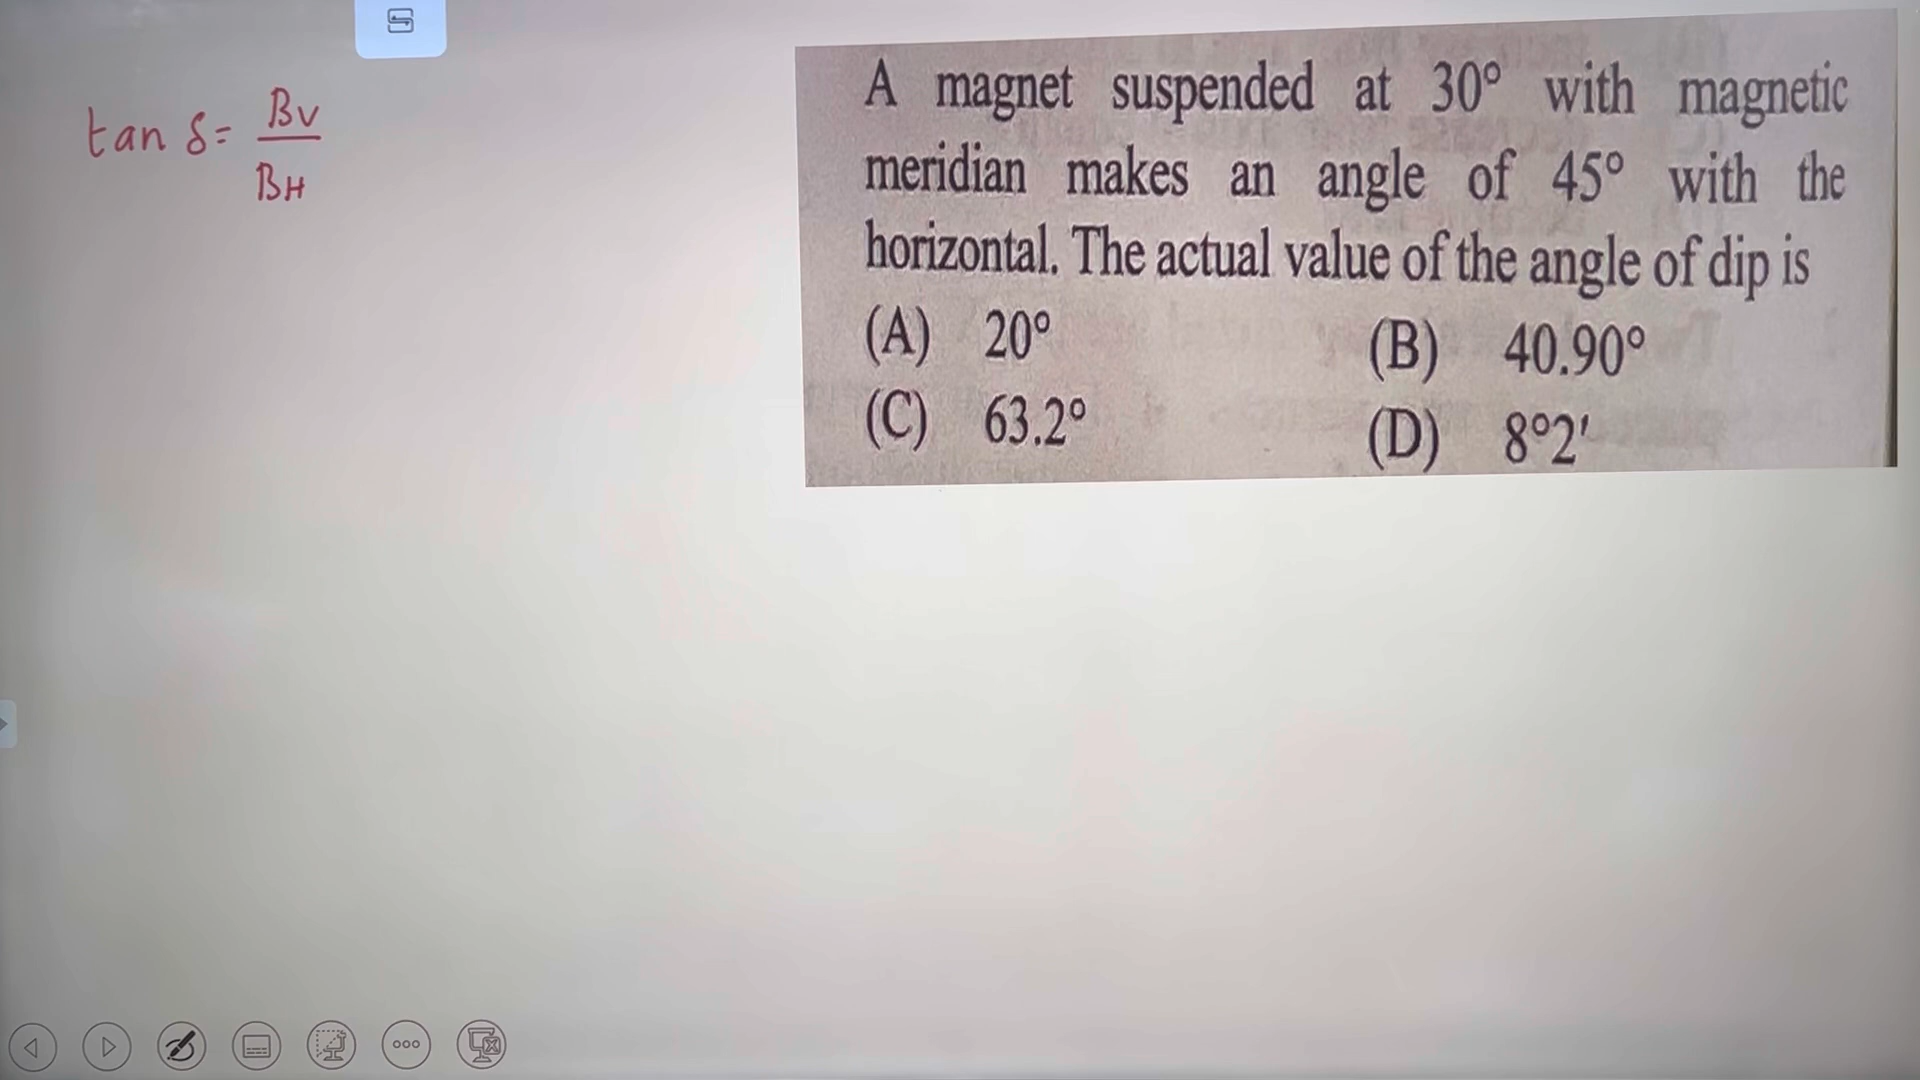 tan δ = Bv
BH
A magnet suspended at 30° with magnetic
meridian makes an angle of 45° with the
horizontal. The actual value of the angle of dip is
(A) 20° (B) 40.90°
(C) 63.2° (D) 8°2'